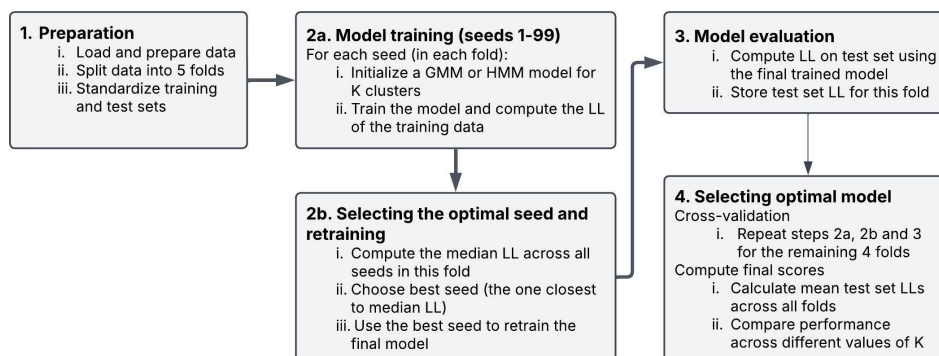 1. Preparation
i. Load and prepare data
ii. Split data into 5 folds
iii. Standardize training
and test sets
2a. Model training (seeds 1-99)
For each seed (in each fold):
i. Initialize a GMM or HMM model for
K clusters
ii. Train the model and compute the LL
of the training data
2b. Selecting the optimal seed and
retraining
i. Compute the median LL across all
seeds in this fold
ii. Choose best seed (the one closest
to median LL)
iii. Use the best seed to retrain the
final model
3. Model evaluation
i. Compute LL on test set using
the final trained model
ii. Store test set LL for this fold
4. Selecting optimal model
Cross-validation
i. Repeat steps 2a, 2b and 3
for the remaining 4 folds
Compute final scores
i. Calculate mean test set LLs
across all folds
ii. Compare performance
across different values of K